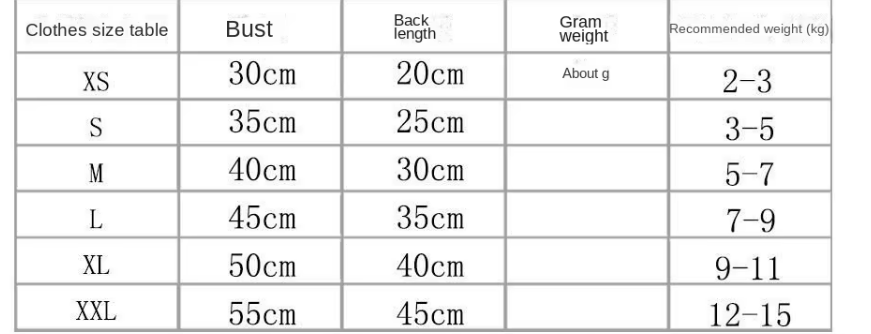 Clothes size table Bust Back length Gram weight Recommended weight (kg)
XS 30cm 20cm About g 2-3
S 35cm 25cm 3-5
M 40cm 30cm 5-7
L 45cm 35cm 7-9
XL 50cm 40cm 9-11
XXL 55cm 45cm 12-15